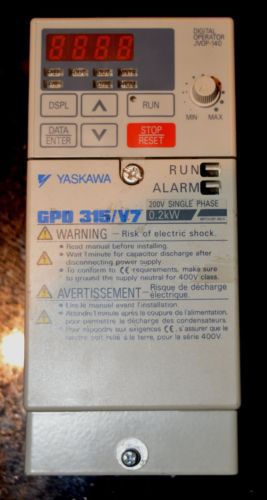 8888
DIGITAL
OPERATOR
JVOP-140
DSPL
RUN
MIN MAX
DATA
ENTER
STOP
RESET
YASKAWA
RUN
ALARM
GPD 315/V7
200V SINGLE PHASE
0.2kW
WARNING - Risk of electric shock.
• Read manual before installing.
• Wait 1 minute for capacitor discharge after
disconnecting power supply.
• To conform to CE requirements, make sure
to ground the supply neutral for 400V class.
AVERTISSEMENT - Risque de décharge
électrique.
• Lire le manuel avant l'installation.
• Attendre 1 minute après la coupure de l'alimentation,
pour permettre la décharge des condensateurs.
• Pour répondre aux exigences CE, s'assurer que le
neutre soit relié à la terre, pour la série 400V.